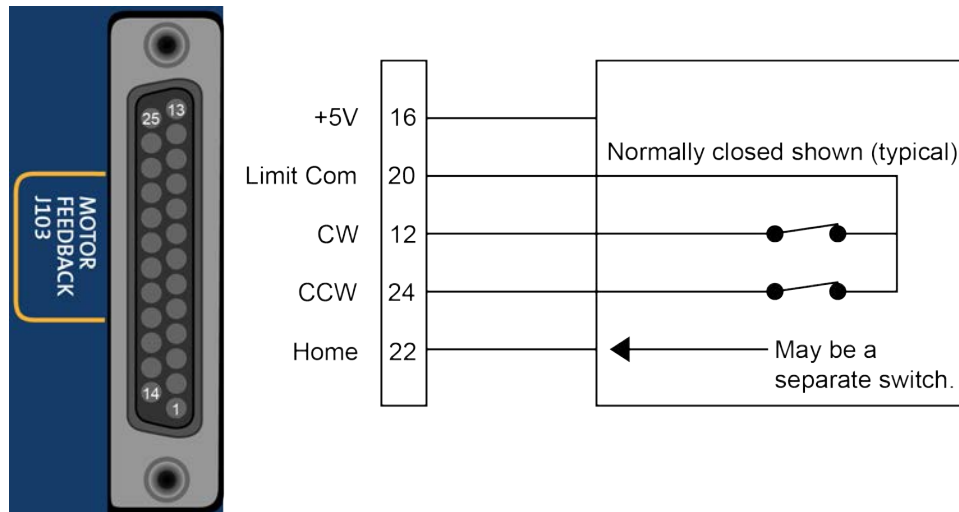 25 13
14
1
MOTOR
FEEDBACK
J103
+5V 16
Limit Com 20
CW 12
CCW 24
Home 22
Normally closed shown (typical)
May be a
separate switch.